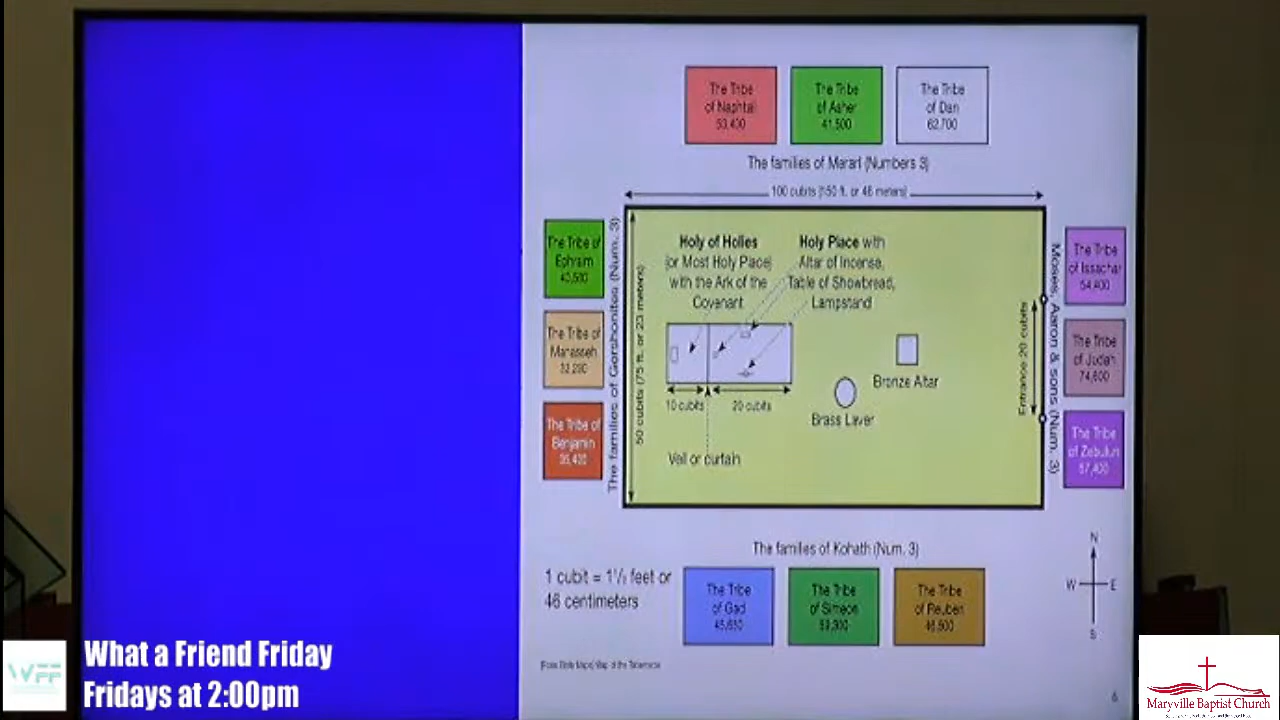 The Tribe
of Naphtali
53,400
The Tribe
of Asher
41,500
The Tribe
of Dan
62,700
The families of Merari (Numbers 3)
100 cubits (150 ft. or 46 meters)
The Tribe of
Ephraim
40,500
The Tribe of
Manasseh
32,200
The Tribe of
Benjamin
35,400
The families of Gershonites (Num. 3)
50 cubits (75 ft. or 23 meters)
Holy of Holies
(or Most Holy Place)
with the Ark of the
Covenant
Holy Place with
Altar of Incense,
Table of Showbread,
Lampstand
10 cubits
20 cubits
Veil or curtain
Brass Laver
Bronze Altar
Entrance 20 cubits
Moses, Aaron & sons (Num. 3)
The Tribe
of Issachar
54,400
The Tribe
of Judah
74,600
The Tribe
of Zebulun
57,400
The families of Kohath (Num. 3)
1 cubit = 1½ feet or
46 centimeters
The Tribe
of Gad
45,650
The Tribe
of Simeon
59,300
The Tribe
of Reuben
46,500
N
W E
S
Map of the Tabernacle
6
What a Friend Friday
Fridays at 2:00pm
WFF
Maryville Baptist Church